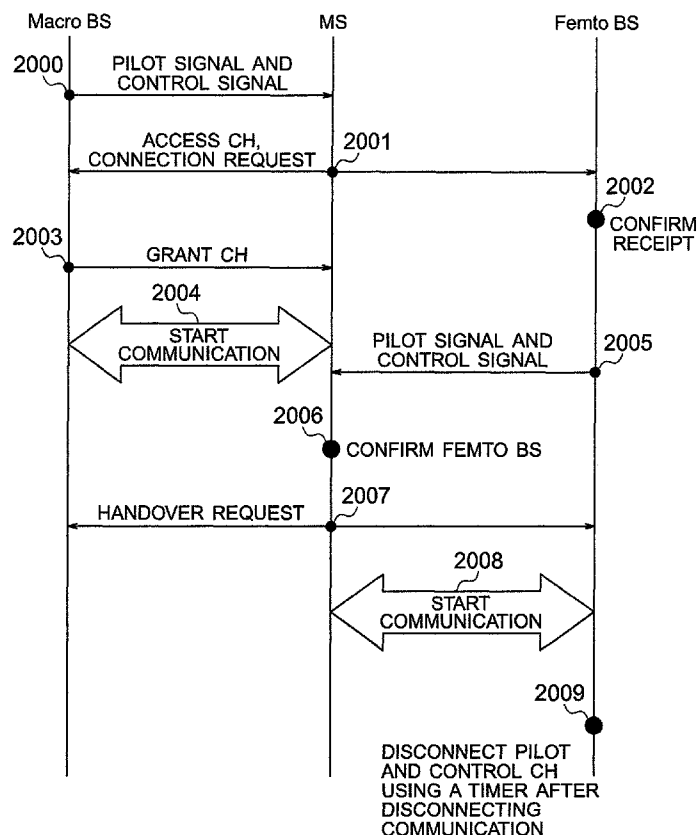 Macro BS
MS
Femto BS
2000
PILOT SIGNAL AND
CONTROL SIGNAL
ACCESS CH,
CONNECTION REQUEST
2001
2002
CONFIRM
RECEIPT
2003
GRANT CH
2004
START
COMMUNICATION
PILOT SIGNAL AND
CONTROL SIGNAL
2005
2006
CONFIRM FEMTO BS
2007
HANDOVER REQUEST
2008
START
COMMUNICATION
2009
DISCONNECT PILOT
AND CONTROL CH
USING A TIMER AFTER
DISCONNECTING
COMMUNICATION